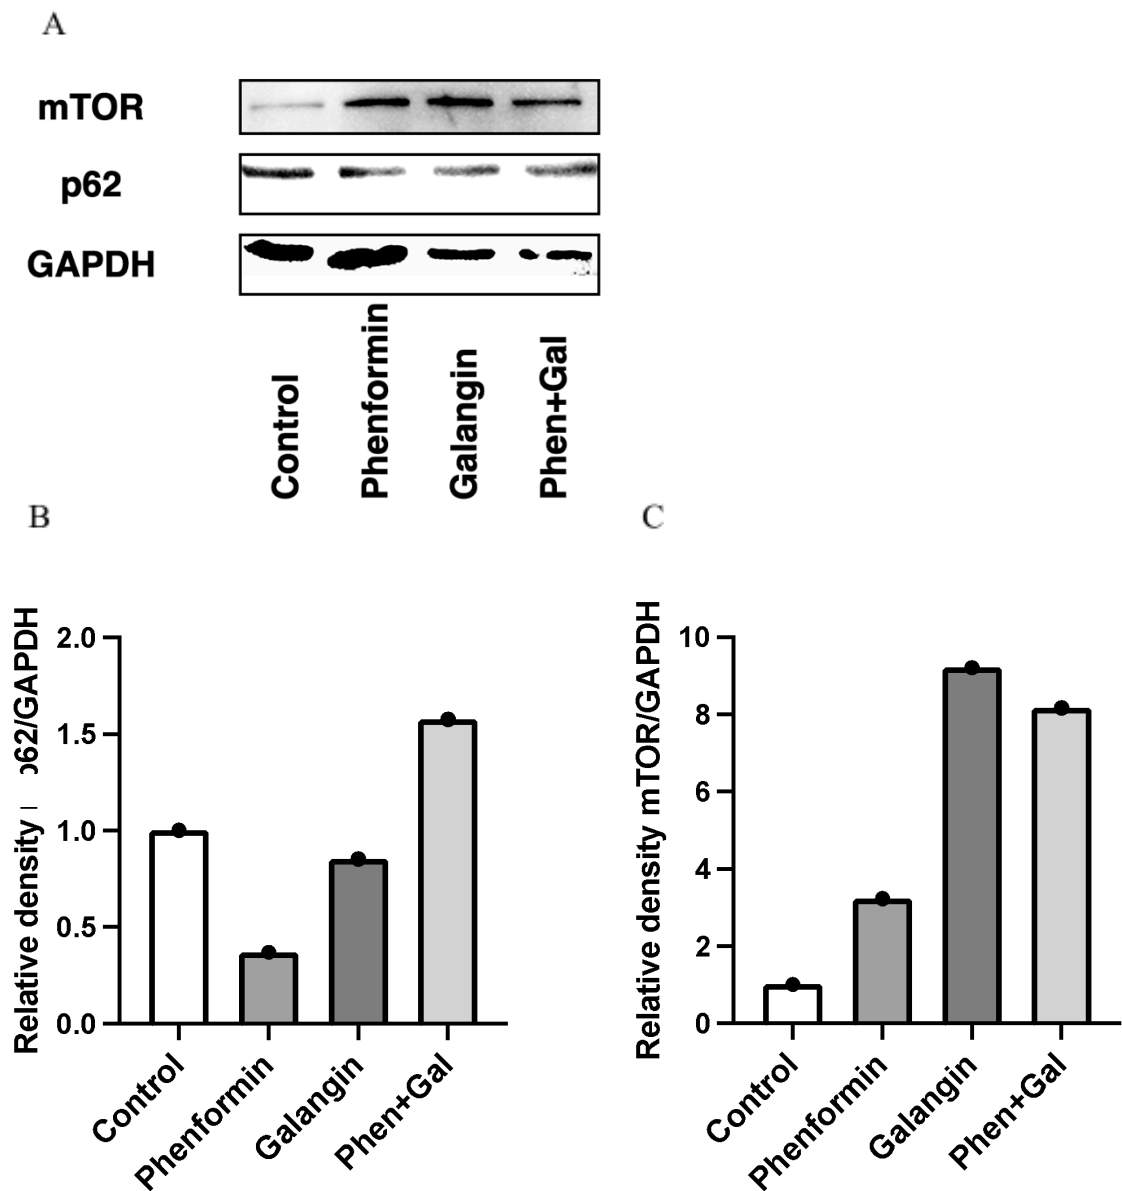 A
mTOR
p62
GAPDH
Control
Phenformin
Galangin
Phen+Gal
B
Relative density p62/GAPDH
2.0
1.5
1.0
0.5
0.0
Control
Phenformin
Galangin
Phen+Gal
C
Relative density mTOR/GAPDH
10
8
6
4
2
0
Control
Phenformin
Galangin
Phen+Gal